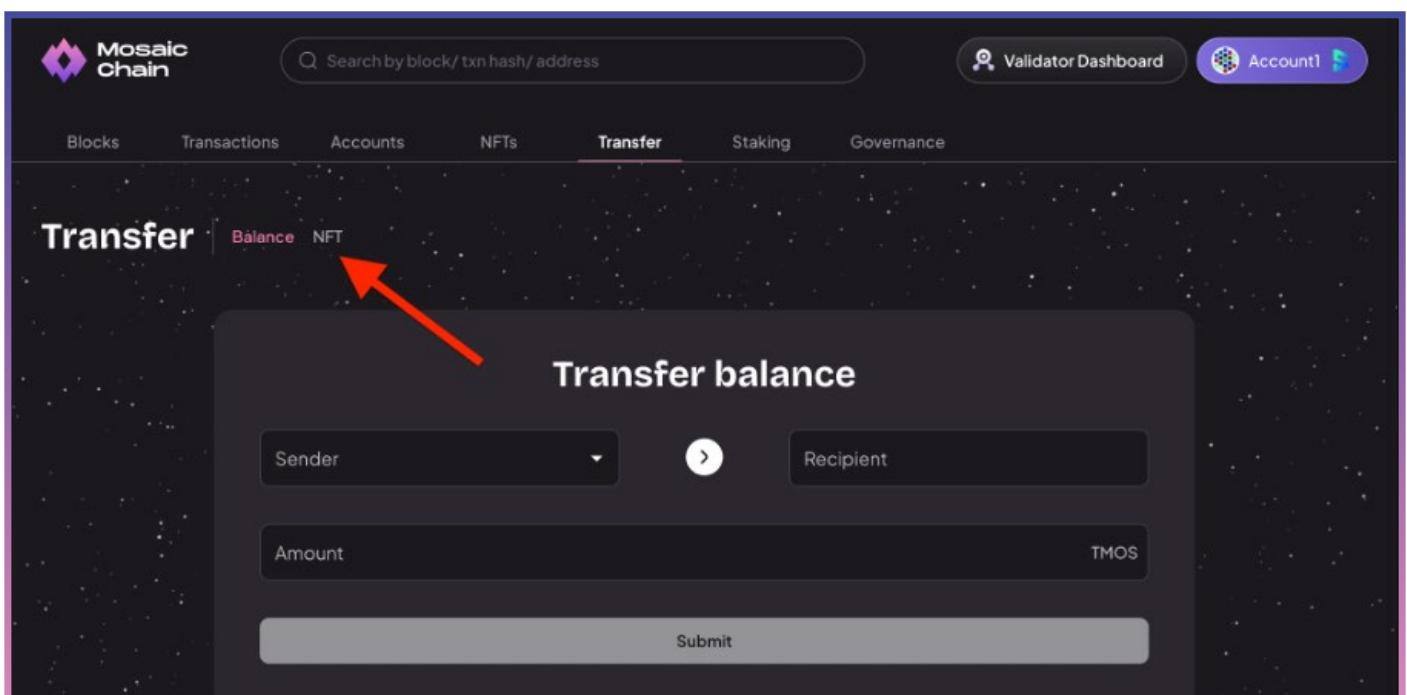 Mosaic
Chain
Search by block/ txn hash/ address
Validator Dashboard
Account1
Blocks Transactions Accounts NFTs Transfer Staking Governance
Transfer Balance NFT
Transfer balance
Sender Recipient
Amount TMOS
Submit